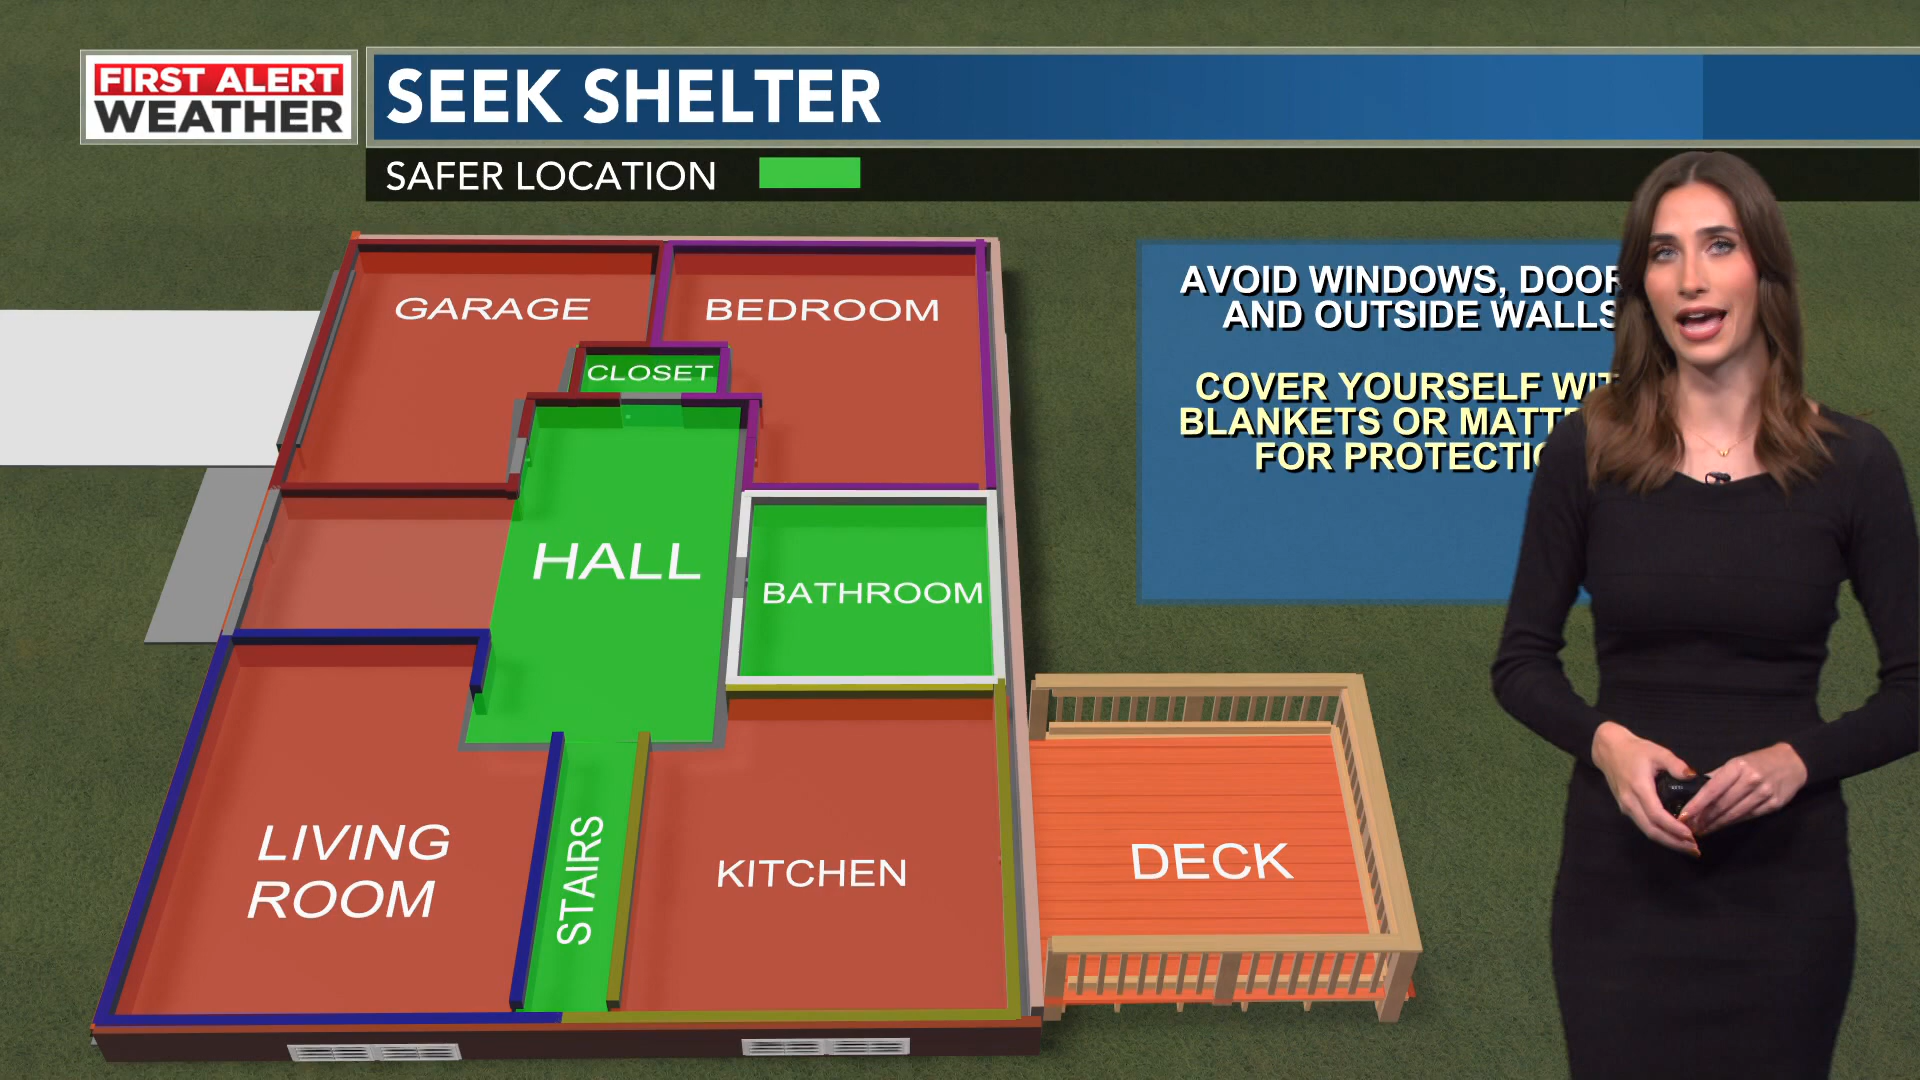 FIRST ALERT
WEATHER
SEEK SHELTER
SAFER LOCATION
GARAGE
BEDROOM
CLOSET
HALL
BATHROOM
LIVING
ROOM
STAIRS
KITCHEN
DECK
AVOID WINDOWS,
AND OUTSIDE WALLS
COVER YOURSELF
BLANKETS OR
FOR